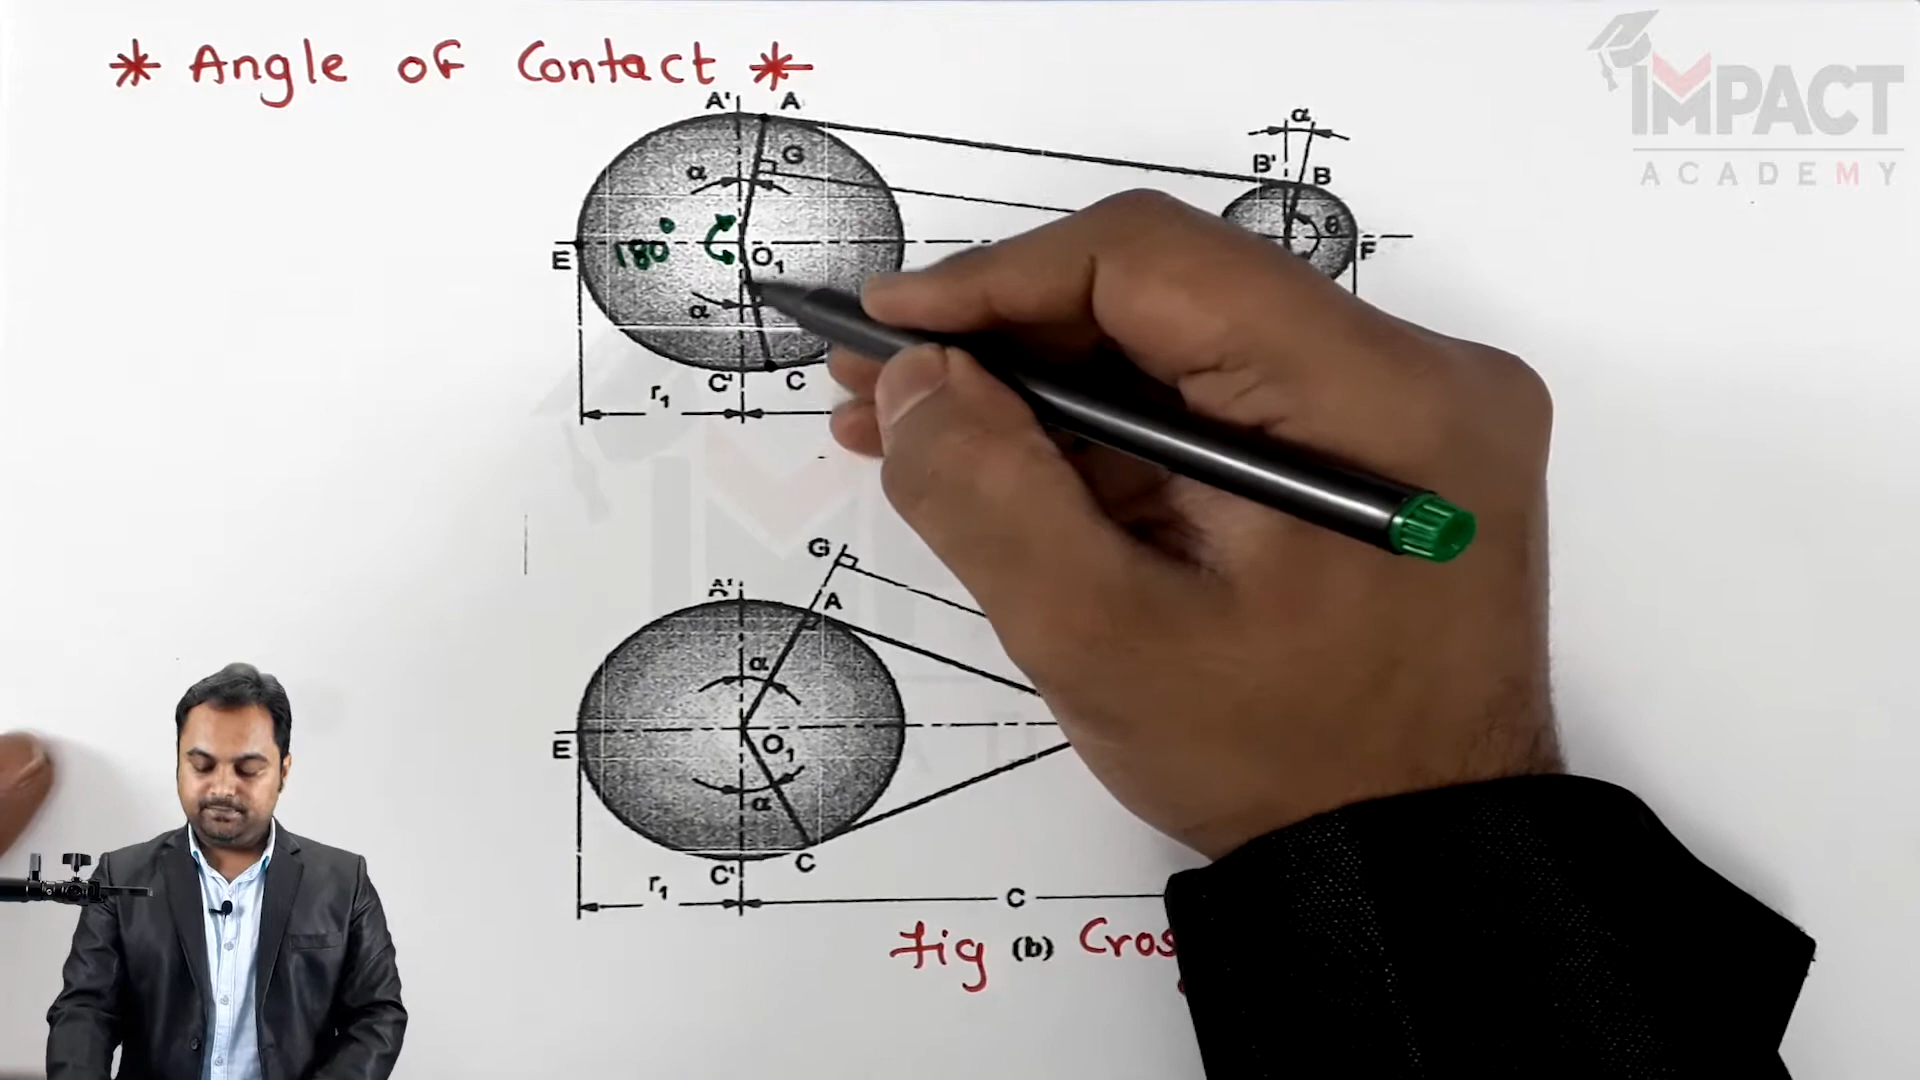 * Angle of Contact *
IMPACT
ACADEMY
A' A
α
G
α
B' B
180°
θ
E
O₁
F
α
C' C
r₁
G
A' A
α
O₁
E
α
C
C'
r₁
C
Fig (b) Cros